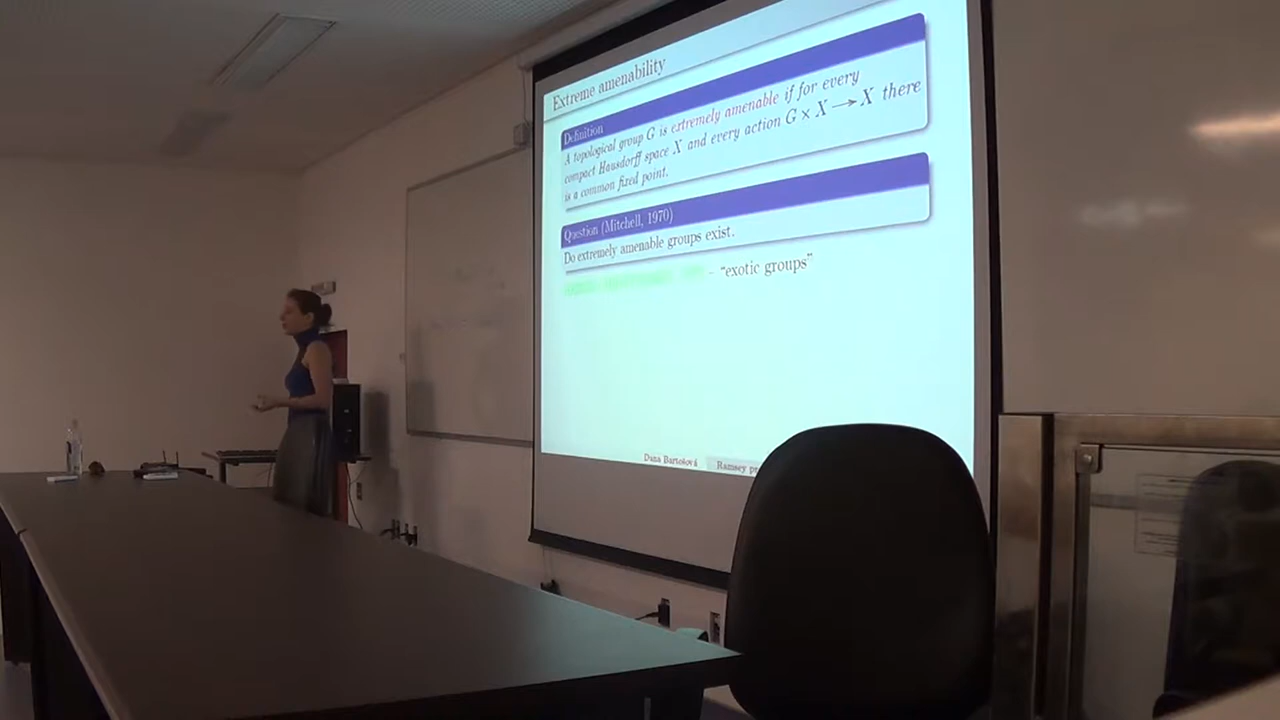 Extreme amenability
Definition
A topological group G is extremely amenable if for every
compact Hausdorff space X and every action G × X → X there
is a common fixed point.
Question (Mitchell, 1970)
Do extremely amenable groups exist.
– “exotic groups”
Dana Bartošová
Ramsey